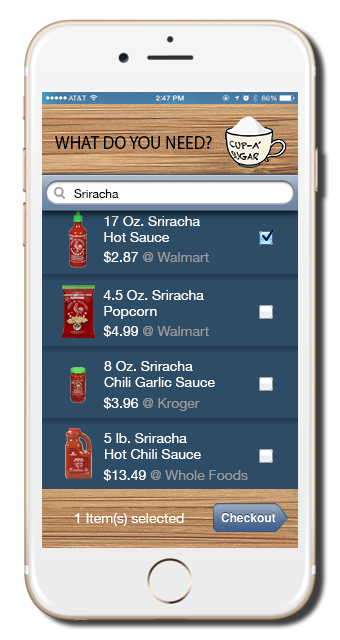 AT&T 2:47 PM 86%
WHAT DO YOU NEED?
CUP-A'
SUGAR
Sriracha
17 Oz. Sriracha
Hot Sauce
$2.87 @ Walmart
4.5 Oz. Sriracha
Popcorn
$4.99 @ Walmart
8 Oz. Sriracha
Chili Garlic Sauce
$3.96 @ Kroger
5 lb. Sriracha
Hot Chili Sauce
$13.49 @ Whole Foods
1 Item(s) selected
Checkout